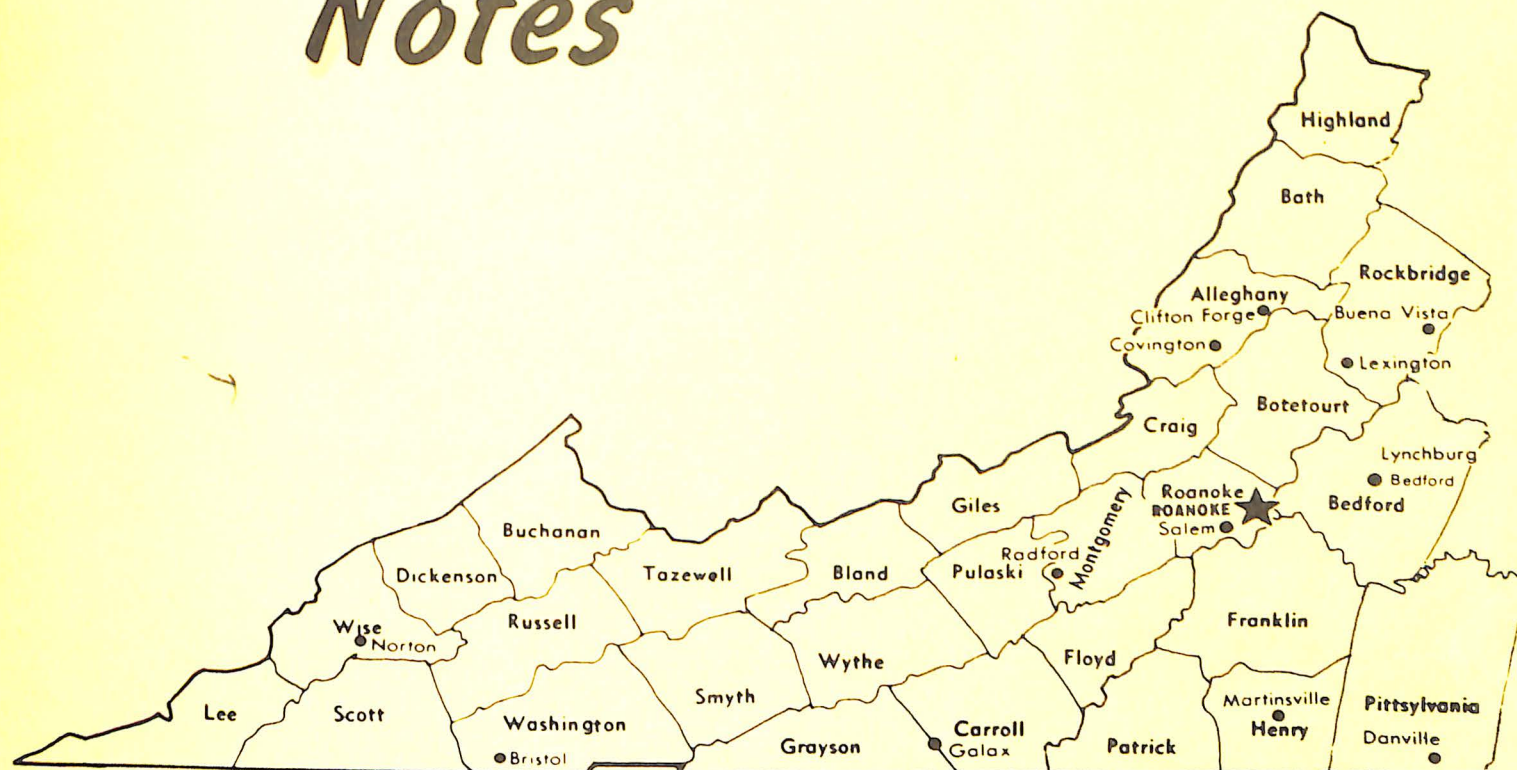 Notes
Highland
Bath
Rockbridge
Alleghany
Clifton Forge
Buena Vista
Covington
Lexington
Botetourt
Craig
Lynchburg
Bedford
Bedford
Roanoke
ROANOKE
Salem
Giles
Montgomery
Radford
Pulaski
Buchanan
Dickenson
Tazewell
Bland
Russell
Franklin
Wise
Norton
Wythe
Floyd
Smyth
Lee
Scott
Washington
Bristol
Grayson
Carroll
Galax
Patrick
Martinsville
Henry
Pittsylvania
Danville